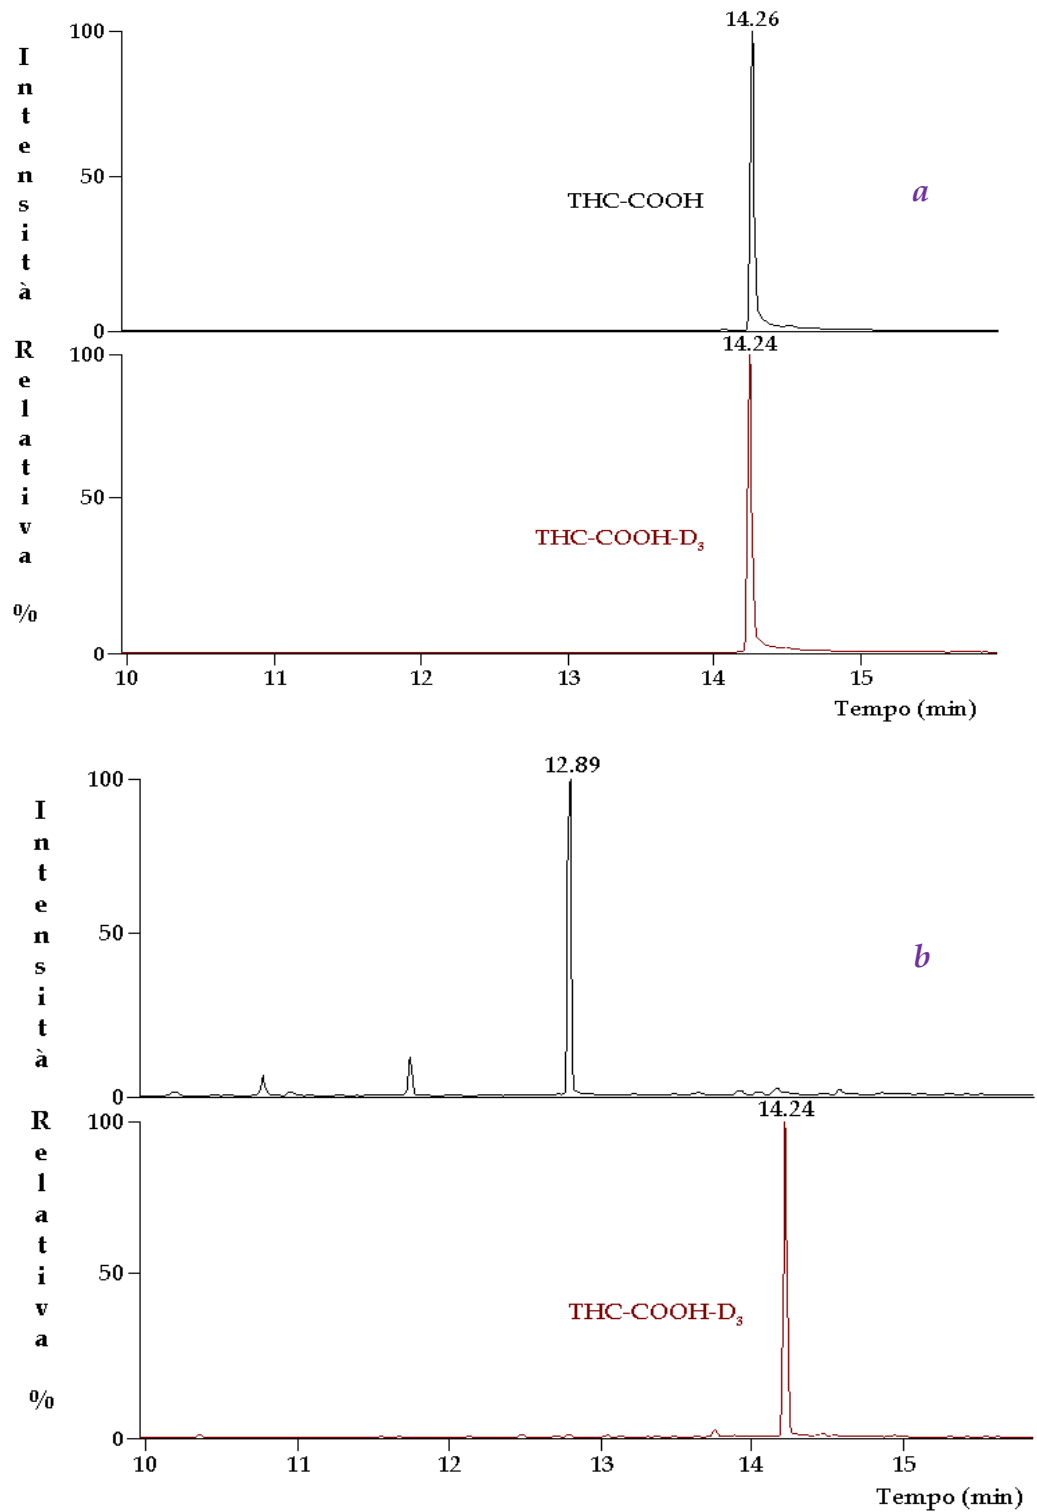 14.26
100
50
0
THC-COOH
a
14.24
100
50
0
THC-COOH-D₃
10 11 12 13 14 15
Tempo (min)
Intensità Relativa %
12.89
100
50
0
b
14.24
100
50
0
THC-COOH-D₃
10 11 12 13 14 15
Tempo (min)
Intensità Relativa %